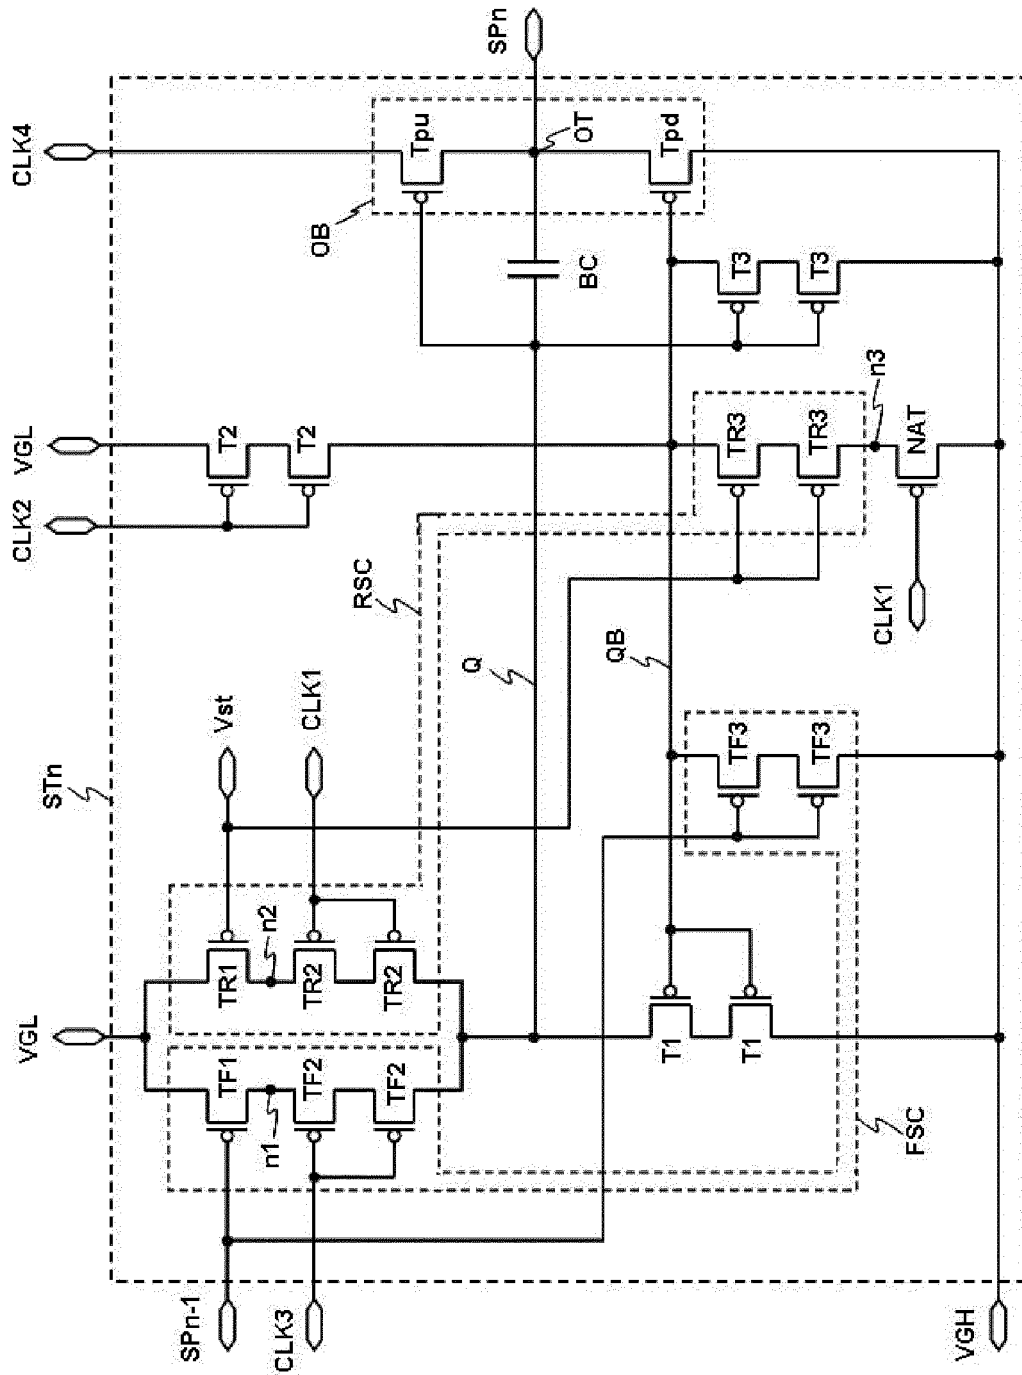 VGL
CLK2
VGL
CLK4
STn
SPn-1
TF1
TR1
Vst
T2
n1
n2
CLK3
TF2
TR2
CLK1
T2
OB
RSC
TF2
TR2
Tpu
Q
SPn
OT
BC
QB
T1
Tpd
TF3
TR3
T3
T1
TF3
TR3
T3
n3
CLK1
NAT
FSC
VGH